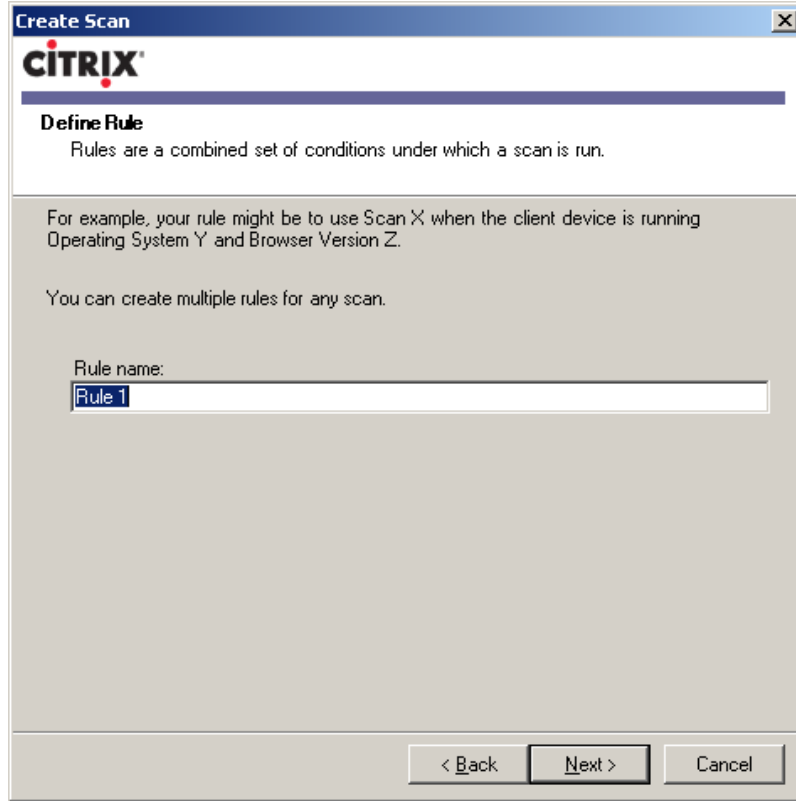 Create Scan
CITRIX
Define Rule
Rules are a combined set of conditions under which a scan is run.
For example, your rule might be to use Scan X when the client device is running
Operating System Y and Browser Version Z.
You can create multiple rules for any scan.
Rule name:
Rule 1
< Back Next > Cancel